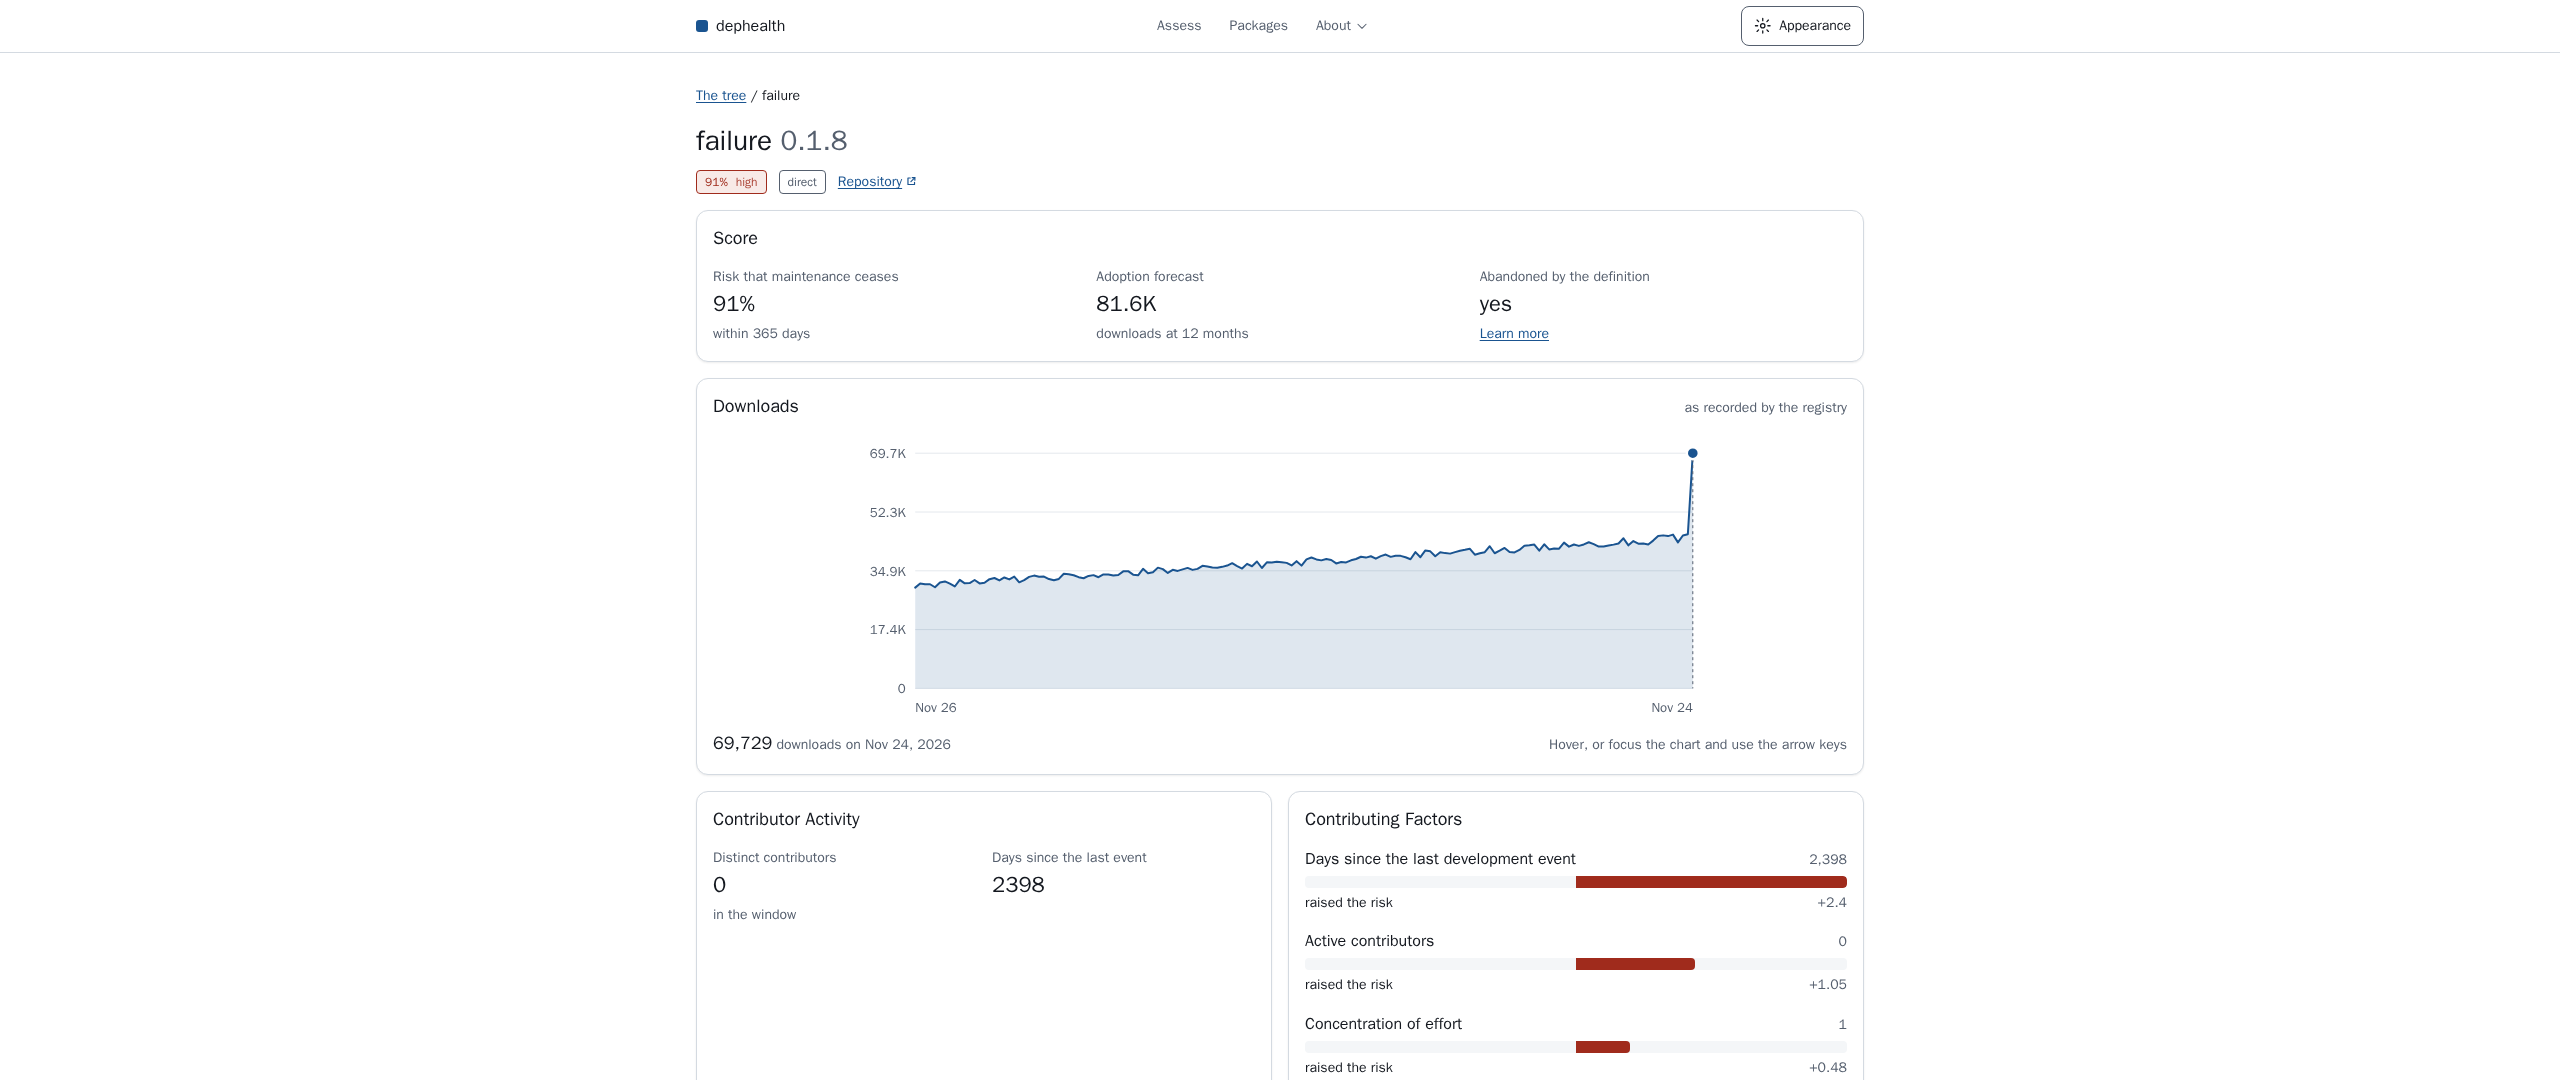 dephealth
Assess
Packages
About
Appearance
The tree / failure
failure 0.1.8
91% high
direct
Repository
Score
Risk that maintenance ceases
91%
within 365 days
Adoption forecast
81.6K
downloads at 12 months
Abandoned by the definition
yes
Learn more
Downloads
as recorded by the registry
69.7K
52.3K
34.9K
17.4K
0
Nov 26
Nov 24
69,729 downloads on Nov 24, 2026
Hover, or focus the chart and use the arrow keys
Contributor Activity
Distinct contributors
0
in the window
Days since the last event
2398
Contributing Factors
Days since the last development event
2,398
raised the risk
+2.4
Active contributors
0
raised the risk
+1.05
Concentration of effort
1
raised the risk
+0.48